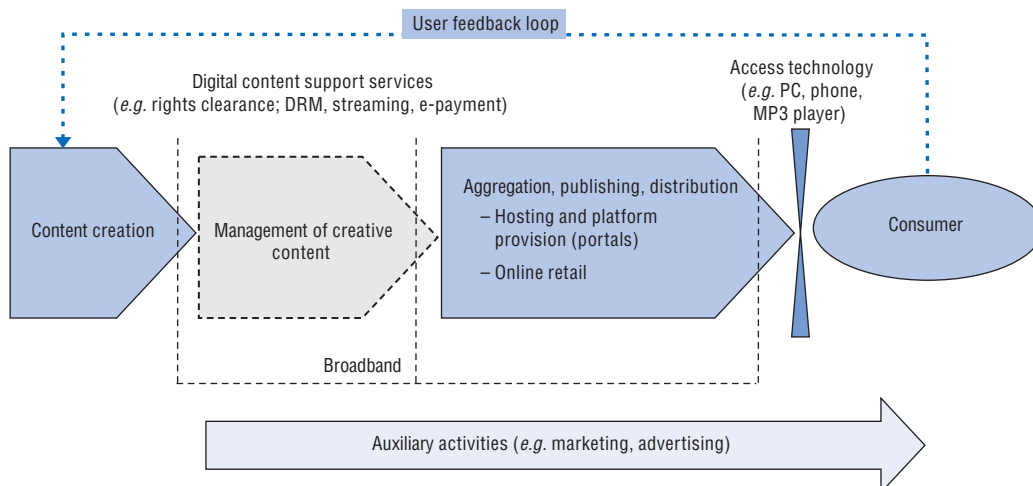 User feedback loop
Digital content support services
(e.g. rights clearance; DRM, streaming, e-payment)
Access technology
(e.g. PC, phone,
MP3 player)
Content creation
Management of creative
content
Aggregation, publishing, distribution
– Hosting and platform
provision (portals)
– Online retail
Consumer
Broadband
Auxiliary activities (e.g. marketing, advertising)